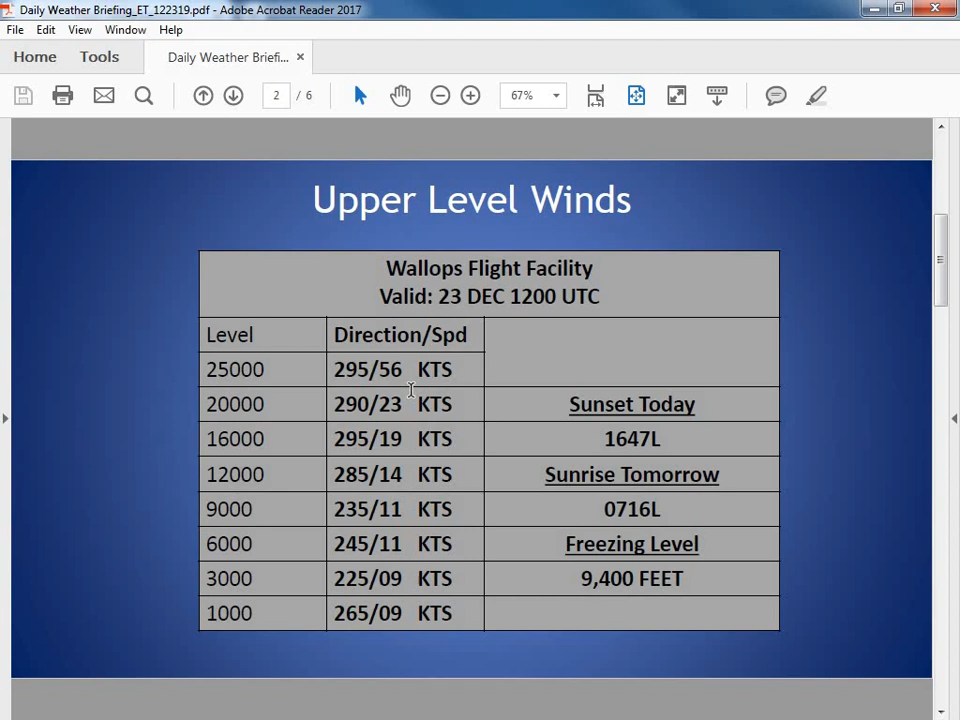 Daily Weather Briefing_ET_122319.pdf - Adobe Acrobat Reader 2017
File Edit View Window Help
Home Tools Daily Weather Briefi... ×
2 / 6 67%
Upper Level Winds
Wallops Flight Facility
Valid: 23 DEC 1200 UTC
Level Direction/Spd
25000 295/56 KTS
20000 290/23 KTS Sunset Today
16000 295/19 KTS 1647L
12000 285/14 KTS Sunrise Tomorrow
9000 235/11 KTS 0716L
6000 245/11 KTS Freezing Level
3000 225/09 KTS 9,400 FEET
1000 265/09 KTS